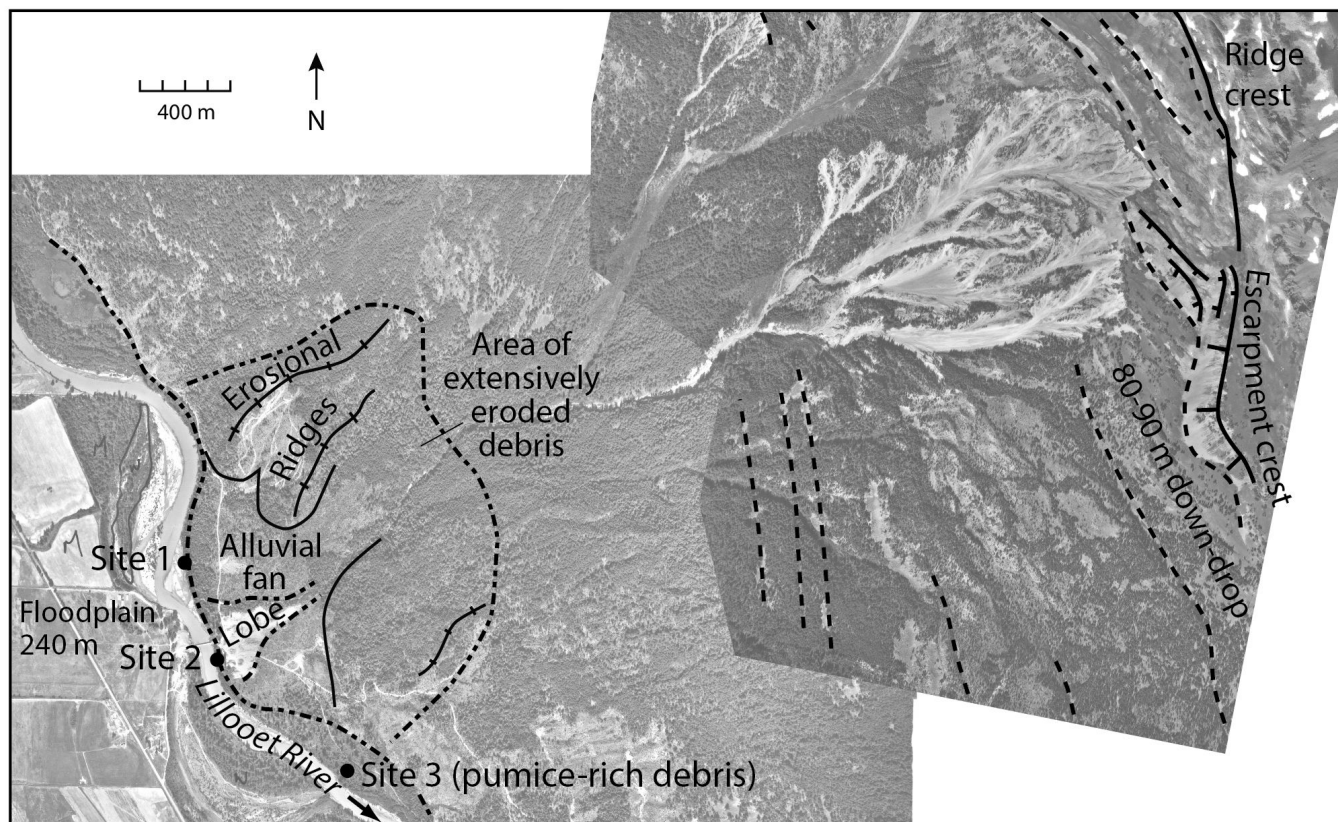 Ridge
crest
400 m
N
Escarpment crest
Erosional
Ridges
Area of
extensively
eroded
debris
80-90 m down-drop
Site 1
Alluvial
fan
Floodplain
240 m
Lobe
Site 2
Lillooet River
Site 3 (pumice-rich debris)